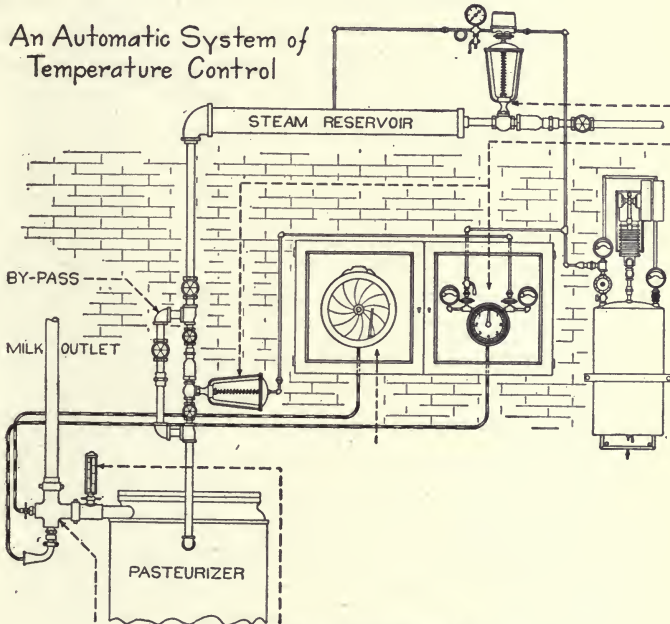 An Automatic System of
Temperature Control
STEAM RESERVOIR
BY-PASS
MILK OUTLET
PASTEURIZER